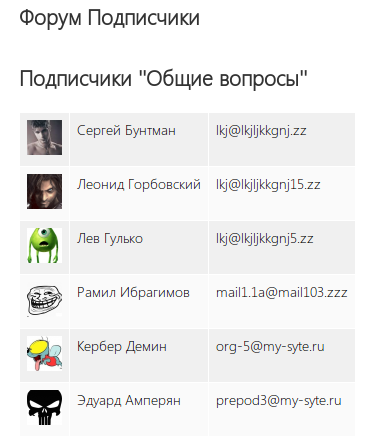 Форум Подписчики
Подписчики "Общие вопросы"
Сергей Бунтман lkj@lkjljkkgnj.zz
Леонид Горбовский lkj@lkjljkkgnj15.zz
Лев Гулько lkj@lkjljkkgnj5.zz
Рамил Ибрагимов mail1.1a@mail103.zzz
Кербер Демин org-5@my-syte.ru
Эдуард Амперян prepod3@my-syte.ru